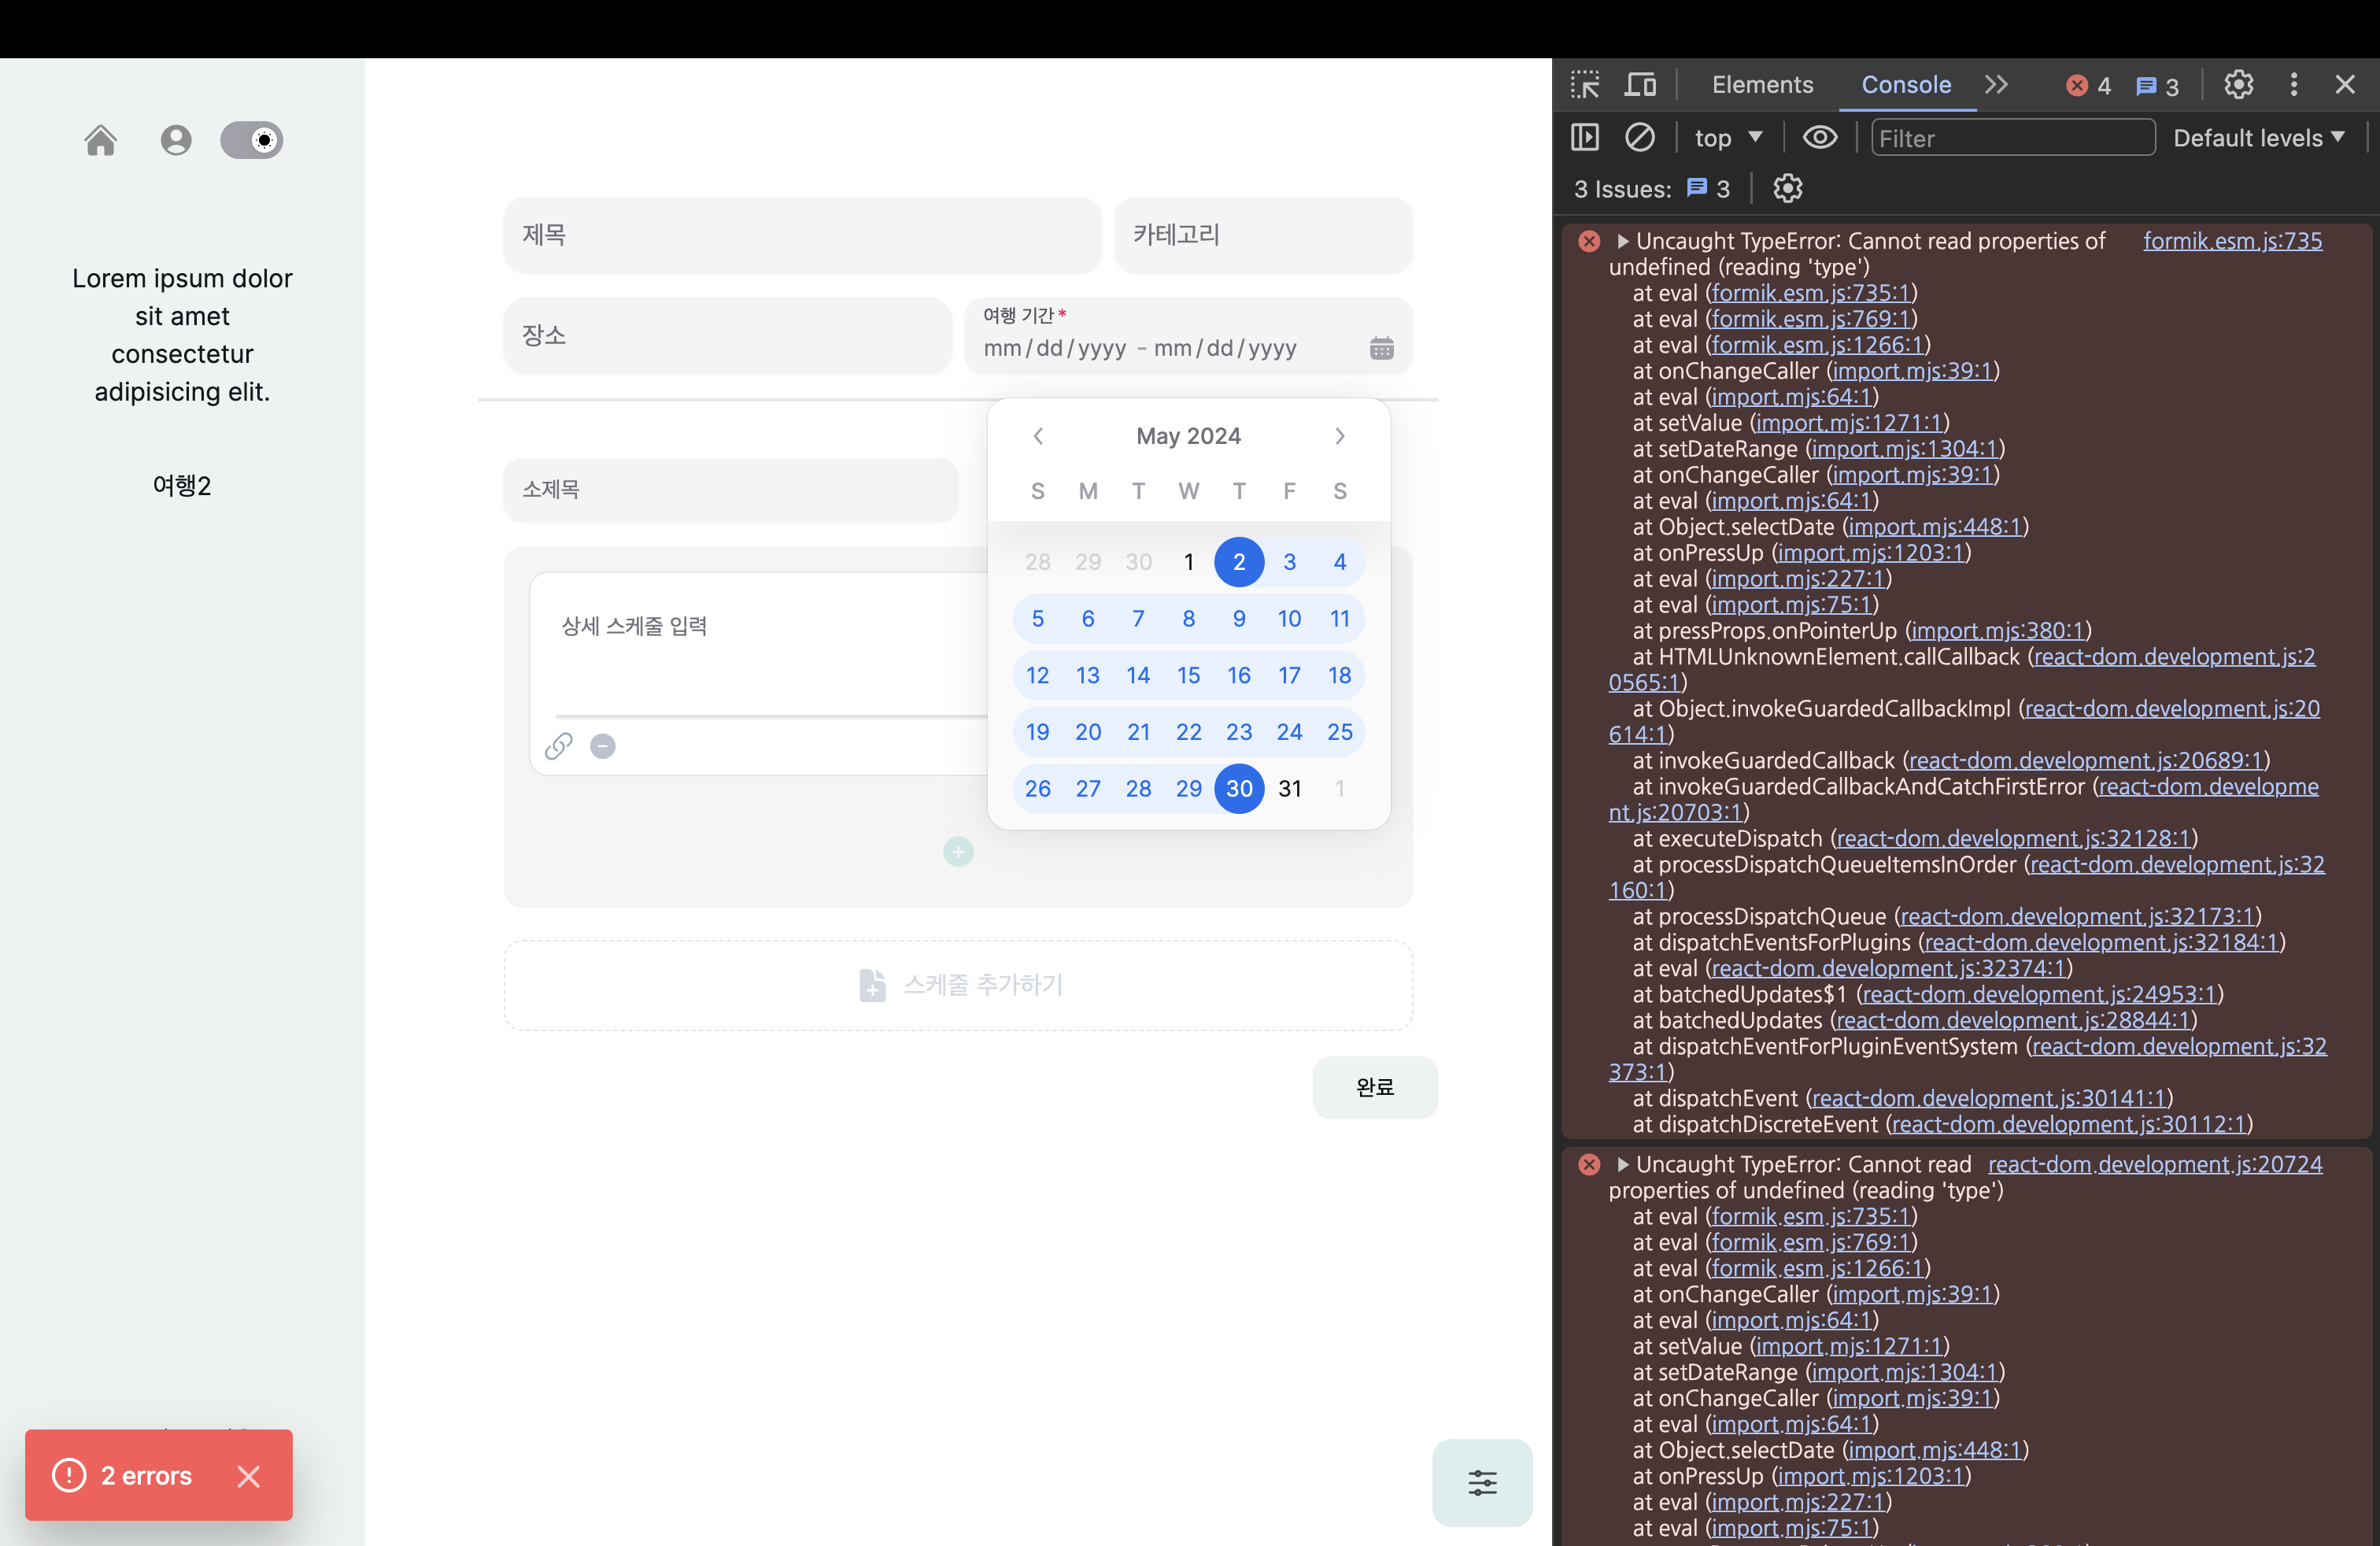 Lorem ipsum dolor
sit amet
consectetur
adipisicing elit.
여행2
2 errors
제목
카테고리
장소
여행 기간*
mm/dd/yyyy – mm/dd/yyyy
소제목
상세 스케줄 입력
May 2024
S M T W T F S
28 29 30 1 2 3 4
5 6 7 8 9 10 11
12 13 14 15 16 17 18
19 20 21 22 23 24 25
26 27 28 29 30 31 1
스케줄 추가하기
완료
Elements Console 4 3
top Filter Default levels
3 Issues: 3
Uncaught TypeError: Cannot read properties of formik.esm.js:735
undefined (reading 'type')
at eval (formik.esm.js:735:1)
at eval (formik.esm.js:769:1)
at eval (formik.esm.js:1266:1)
at onChangeCaller (import.mjs:39:1)
at eval (import.mjs:64:1)
at setValue (import.mjs:1271:1)
at setDateRange (import.mjs:1304:1)
at onChangeCaller (import.mjs:39:1)
at eval (import.mjs:64:1)
at Object.selectDate (import.mjs:448:1)
at onPressUp (import.mjs:1203:1)
at eval (import.mjs:227:1)
at eval (import.mjs:75:1)
at pressProps.onPointerUp (import.mjs:380:1)
at HTMLUnknownElement.callCallback (react-dom.development.js:2
0565:1)
at Object.invokeGuardedCallbackImpl (react-dom.development.js:20
614:1)
at invokeGuardedCallback (react-dom.development.js:20689:1)
at invokeGuardedCallbackAndCatchFirstError (react-dom.developme
nt.js:20703:1)
at executeDispatch (react-dom.development.js:32128:1)
at processDispatchQueueItemsInOrder (react-dom.development.js:32
160:1)
at processDispatchQueue (react-dom.development.js:32173:1)
at dispatchEventsForPlugins (react-dom.development.js:32184:1)
at eval (react-dom.development.js:32374:1)
at batchedUpdates$1 (react-dom.development.js:24953:1)
at batchedUpdates (react-dom.development.js:28844:1)
at dispatchEventForPluginEventSystem (react-dom.development.js:32
373:1)
at dispatchEvent (react-dom.development.js:30141:1)
at dispatchDiscreteEvent (react-dom.development.js:30112:1)
Uncaught TypeError: Cannot read react-dom.development.js:20724
properties of undefined (reading 'type')
at eval (formik.esm.js:735:1)
at eval (formik.esm.js:769:1)
at eval (formik.esm.js:1266:1)
at onChangeCaller (import.mjs:39:1)
at eval (import.mjs:64:1)
at setValue (import.mjs:1271:1)
at setDateRange (import.mjs:1304:1)
at onChangeCaller (import.mjs:39:1)
at eval (import.mjs:64:1)
at Object.selectDate (import.mjs:448:1)
at onPressUp (import.mjs:1203:1)
at eval (import.mjs:227:1)
at eval (import.mjs:75:1)